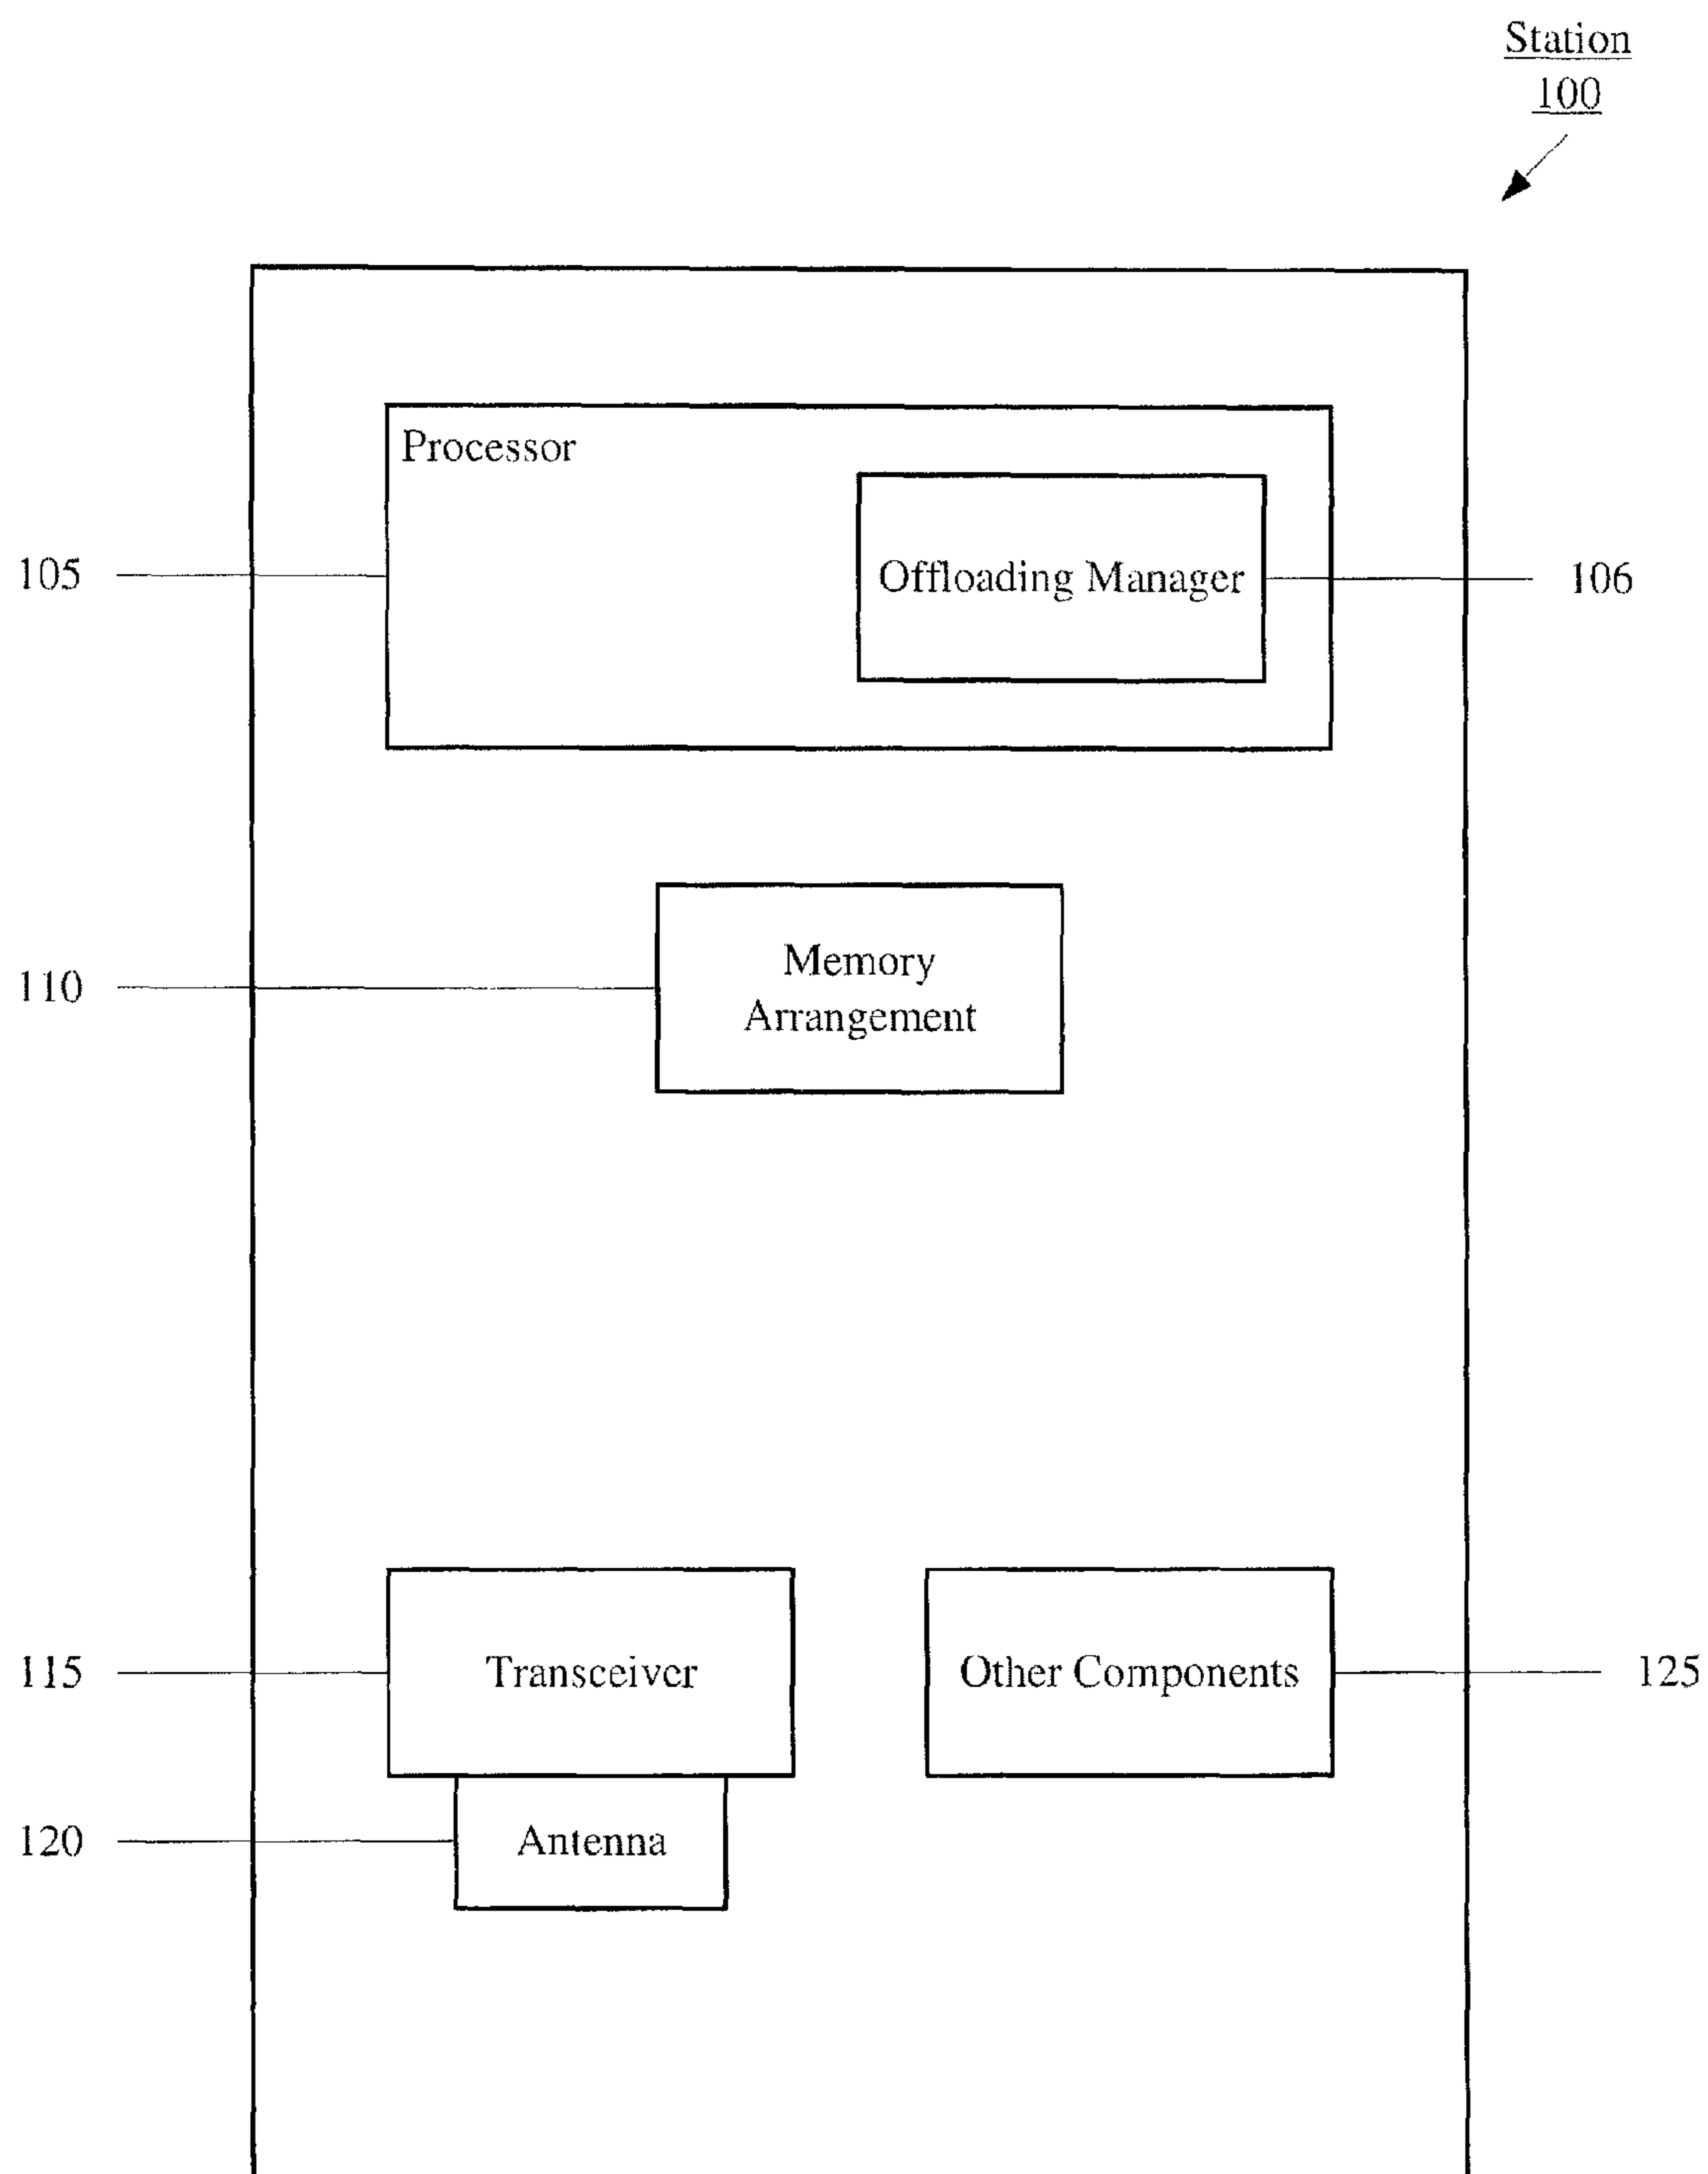 Station
100
Processor
105
Offloading Manager
106
110
Memory
Arrangement
115
Transceiver
Other Components
125
120
Antenna